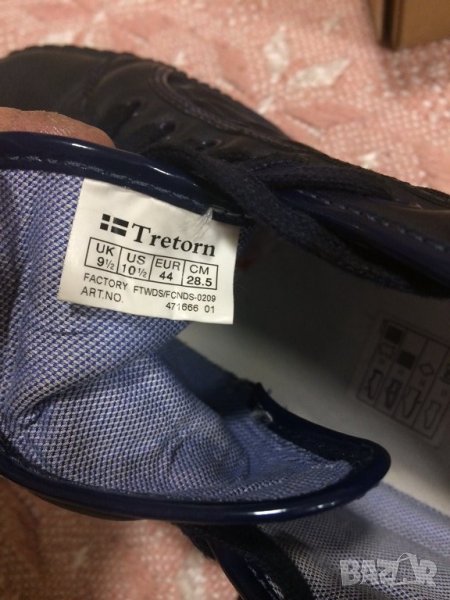 Tretorn
UK US EUR CM
9½ 10½ 44 28.5
FACTORY FTWDS/FCNDS-0209
ART.NO. 471666 01
BAZAR